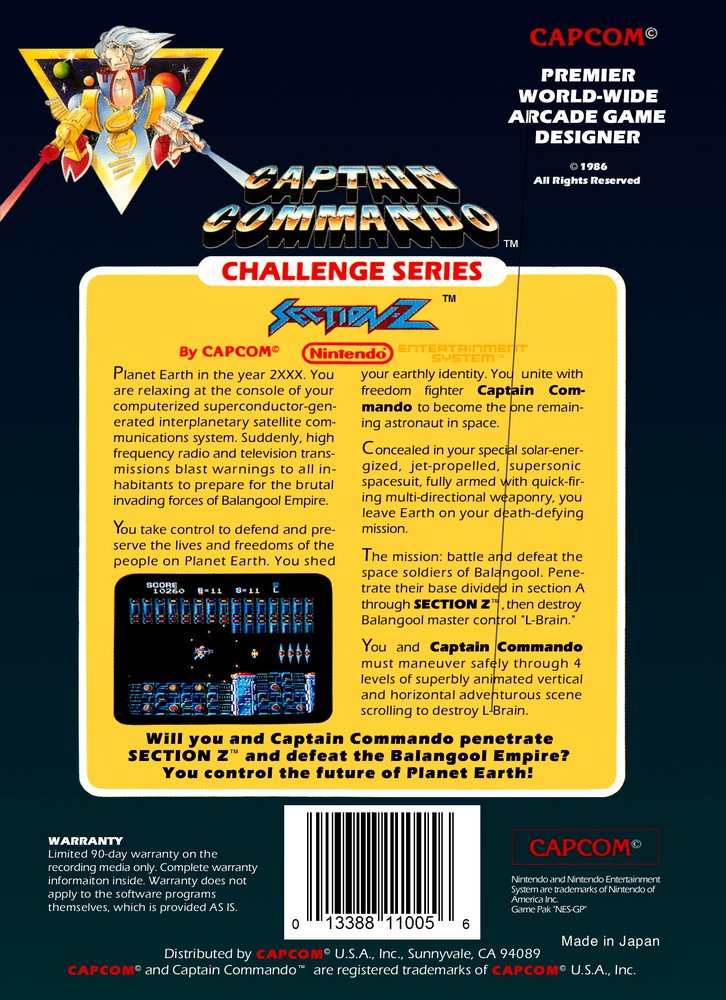 CAPCOM©
PREMIER
WORLD-WIDE
ARCADE GAME
DESIGNER
© 1986
All Rights Reserved
CAPTAIN
COMMANDO
TM
CHALLENGE SERIES
SECTION-Z
TM
By CAPCOM©
Nintendo®
ENTERTAINMENT
SYSTEM™
Planet Earth in the year 2XXX. You
are relaxing at the console of your
computerized superconductor-gen-
erated interplanetary satellite com-
munications system. Suddenly, high
frequency radio and television trans-
missions blast warnings to all in-
habitants to prepare for the brutal
invading forces of Balangool Empire.
You take control to defend and pre-
serve the lives and freedoms of the
people on Planet Earth. You shed
your earthly identity. You unite with
freedom fighter Captain Com-
mando to become the one remain-
ing astronaut in space.
Concealed in your special solar-ener-
gized, jet-propelled, supersonic
spacesuit, fully armed with quick-fir-
ing multi-directional weaponry, you
leave Earth on your death-defying
mission.
The mission: battle and defeat the
space soldiers of Balangool. Pene-
trate their base divided in section A
through SECTION Z™, then destroy
Balangool master control "L-Brain."
You and Captain Commando
must maneuver safely through 4
levels of superbly animated vertical
and horizontal adventurous scene
scrolling to destroy L-Brain.
SCORE
10260 E=11 S=11 L
Will you and Captain Commando penetrate
SECTION Z™ and defeat the Balangool Empire?
You control the future of Planet Earth!
WARRANTY
Limited 90-day warranty on the
recording media only. Complete warranty
informaiton inside. Warranty does not
apply to the software programs
themselves, which is provided AS IS.
0 13388 11005 6
CAPCOM©
Nintendo and Nintendo Entertainment
System are trademarks of Nintendo of
America Inc.
Game Pak "NES-GP"
Made in Japan
Distributed by CAPCOM® U.S.A., Inc., Sunnyvale, CA 94089
CAPCOM® and Captain Commando™ are registered trademarks of CAPCOM® U.S.A., Inc.